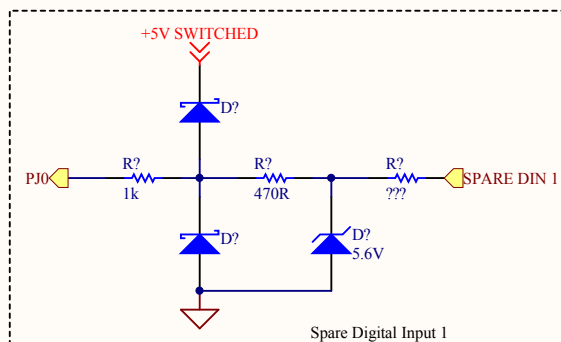 +5V SWITCHED
D?
PJ0
R?
1k
R?
470R
R?
???
SPARE DIN 1
D?
D?
5.6V
Spare Digital Input 1